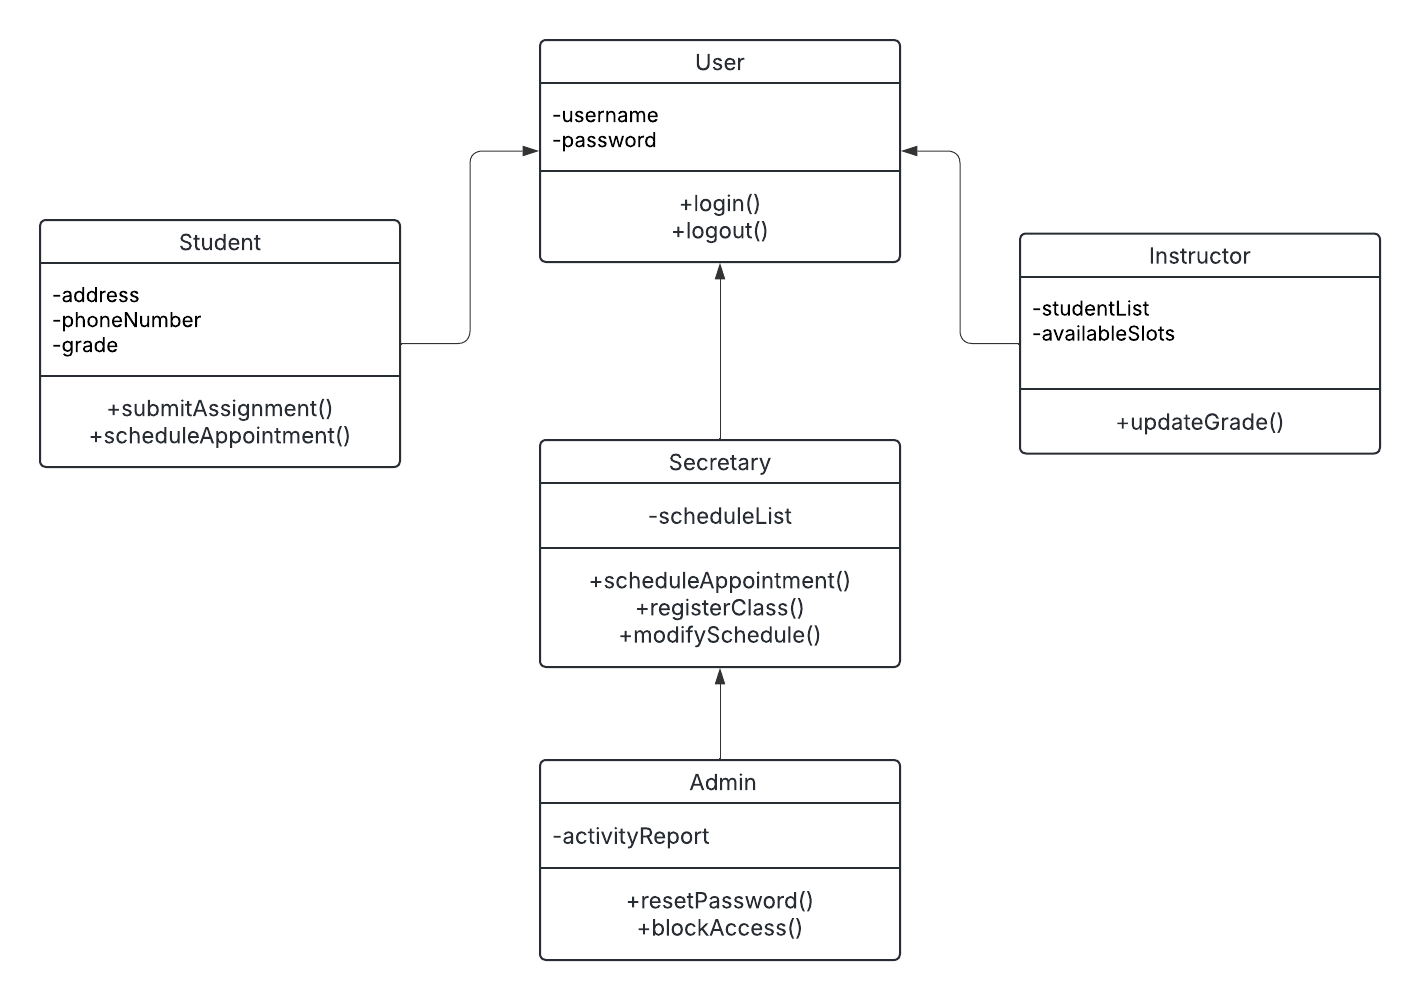 User
-username
-password
+login()
+logout()
Student
-address
-phoneNumber
-grade
+submitAssignment()
+scheduleAppointment()
Instructor
-studentList
-availableSlots
+updateGrade()
Secretary
-scheduleList
+scheduleAppointment()
+registerClass()
+modifySchedule()
Admin
-activityReport
+resetPassword()
+blockAccess()